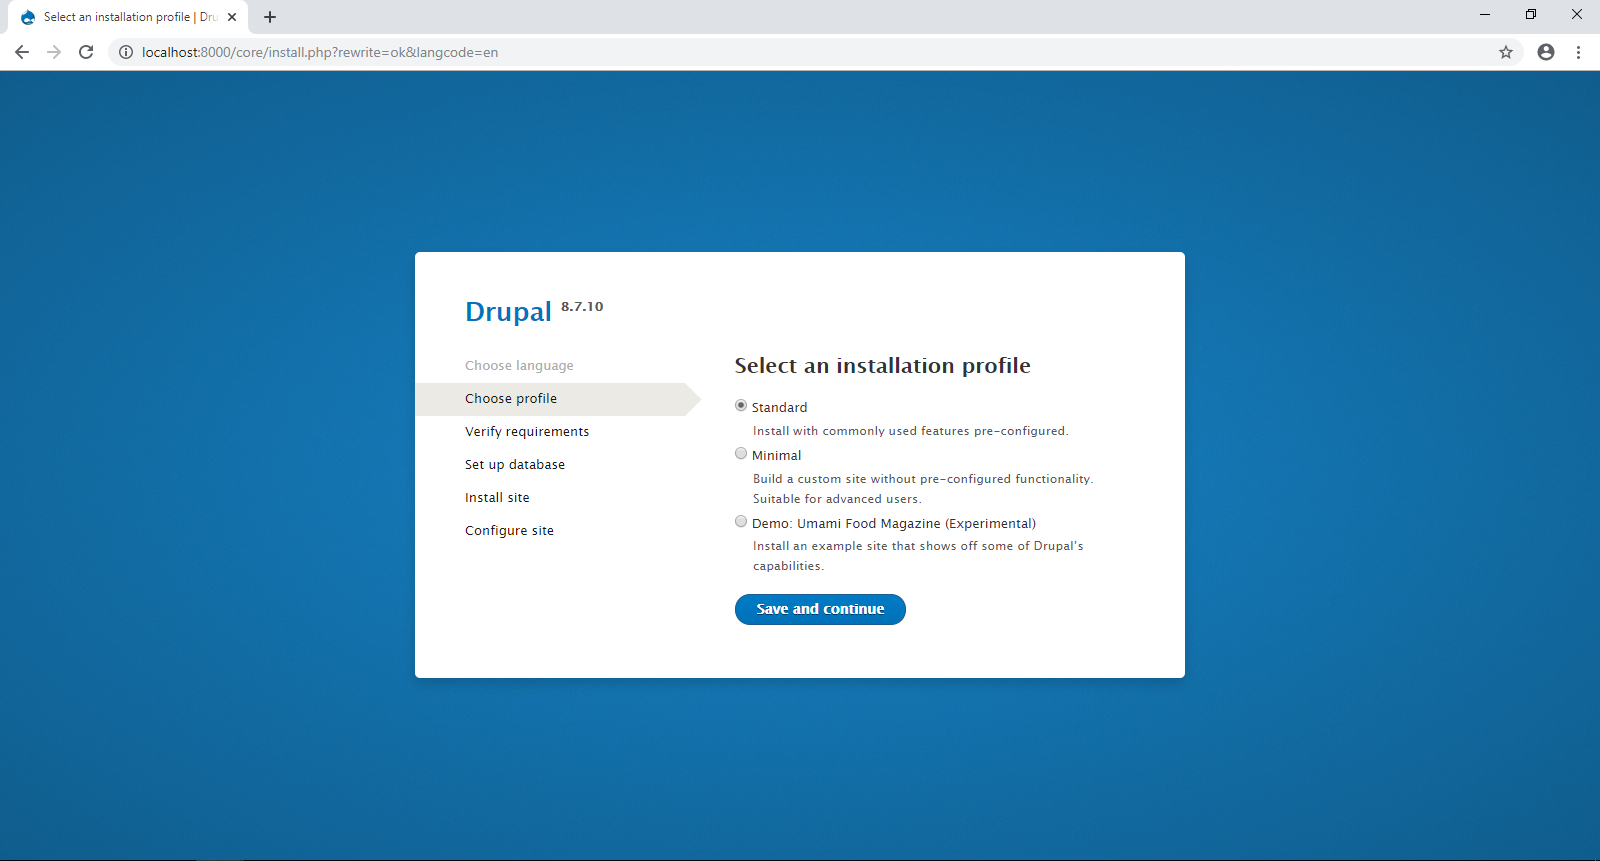 Select an installation profile | Dru
localhost:8000/core/install.php?rewrite=ok&langcode=en
Drupal 8.7.10
Choose language
Choose profile
Verify requirements
Set up database
Install site
Configure site
Select an installation profile
Standard
Install with commonly used features pre-configured.
Minimal
Build a custom site without pre-configured functionality.
Suitable for advanced users.
Demo: Umami Food Magazine (Experimental)
Install an example site that shows off some of Drupal's
capabilities.
Save and continue